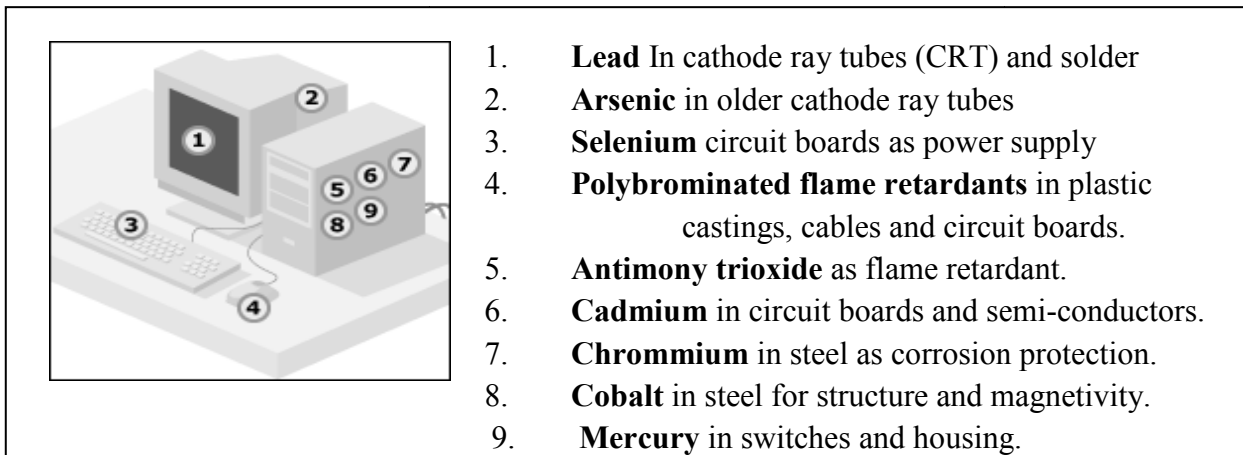 1. Lead In cathode ray tubes (CRT) and solder
2. Arsenic in older cathode ray tubes
3. Selenium circuit boards as power supply
4. Polybrominated flame retardants in plastic
castings, cables and circuit boards.
5. Antimony trioxide as flame retardant.
6. Cadmium in circuit boards and semi-conductors.
7. Chrommium in steel as corrosion protection.
8. Cobalt in steel for structure and magnetivity.
9. Mercury in switches and housing.
1
2
3
4
5
6
7
8
9